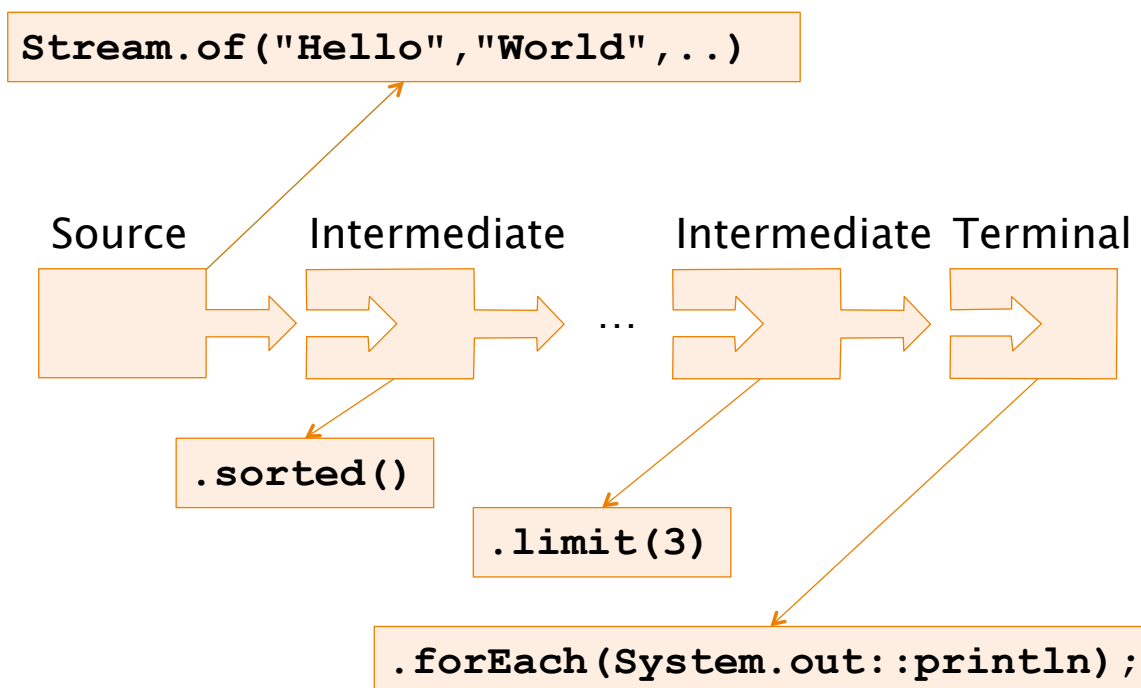 Stream.of("Hello","World",..)
Source Intermediate Intermediate Terminal
...
.sorted()
.limit(3)
.forEach(System.out::println);